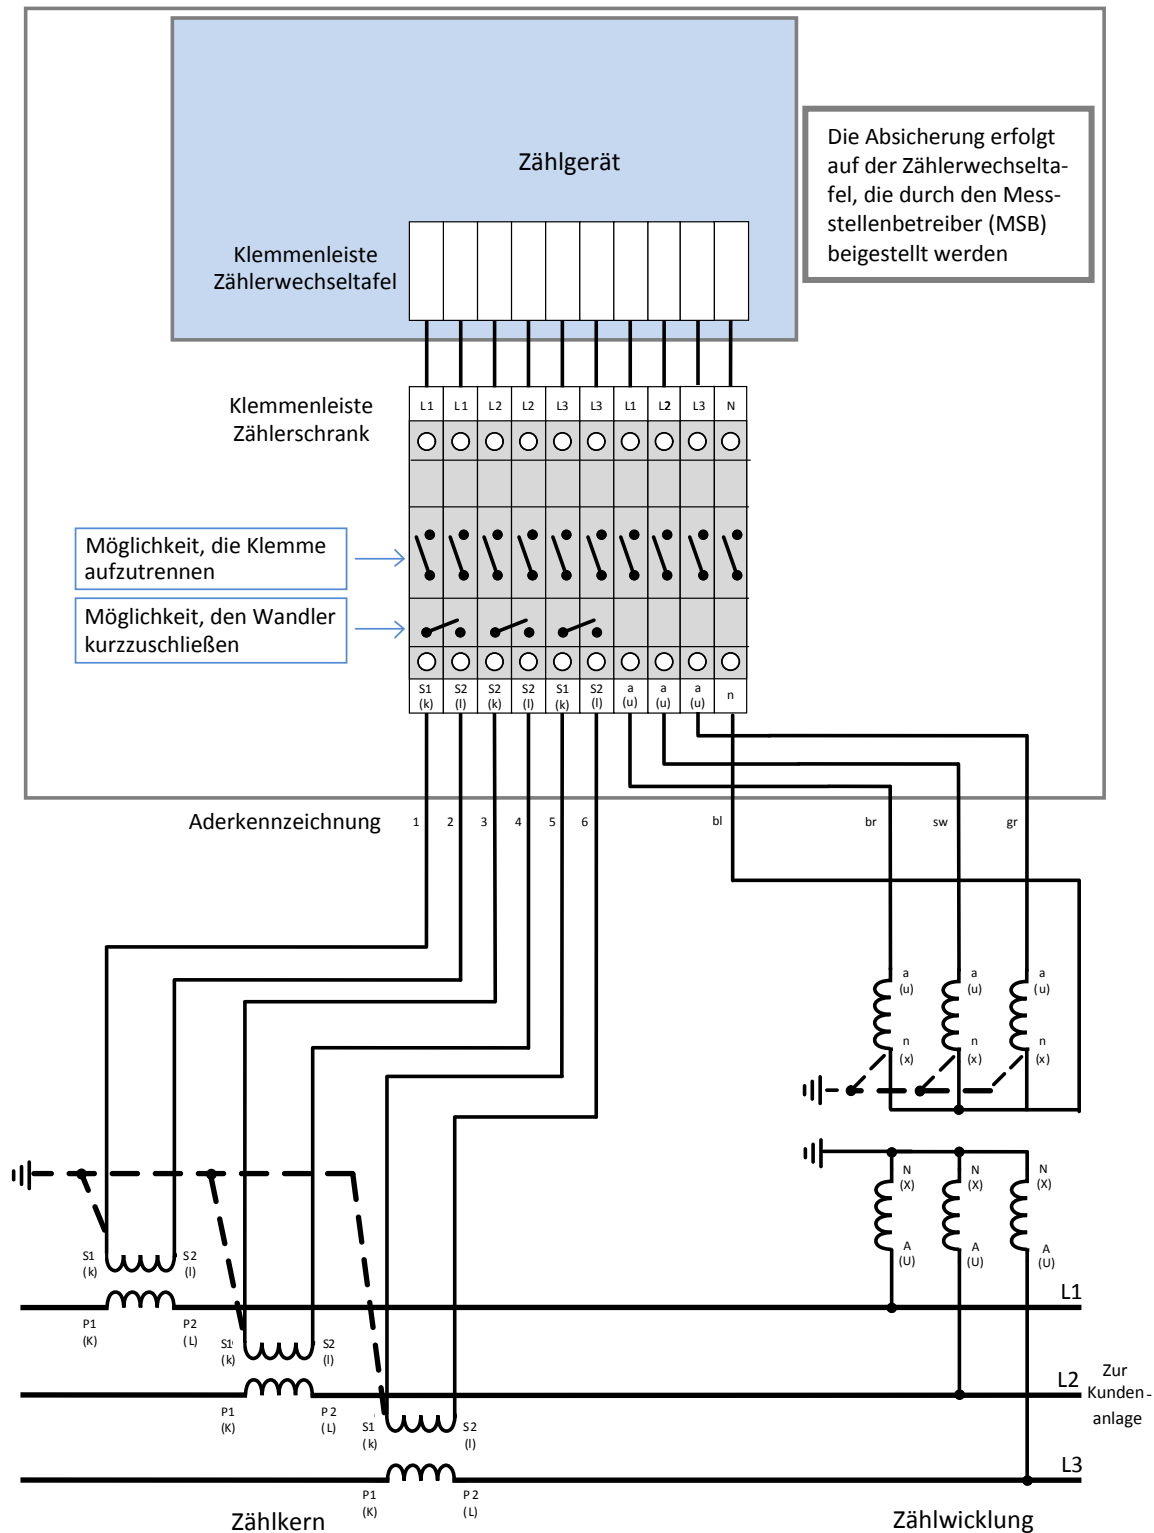 Zählgerät
Die Absicherung erfolgt
auf der Zählerwechselta-
fel, die durch den Mess-
stellenbetreiber (MSB)
beigestellt werden
Klemmenleiste
Zählerwechseltafel
Klemmenleiste
Zählerschrank
L1 L1 L2 L2 L3 L3 L1 L2 L3 N
Möglichkeit, die Klemme
aufzutrennen
Möglichkeit, den Wandler
kurzzuschließen
S1 S2 S2 S2 S1 S2 a a a n
(k) (l) (k) (l) (k) (l) (u) (u) (u)
Aderkennzeichnung 1 2 3 4 5 6 bl br sw gr
a a a
(u) (u) (u)
n n n
(x) (x) (x)
N N N
(X) (X) (X)
A A A
(U) (U) (U)
S1 S2
(k) (l)
L1
P1 P2
(K) (L)
S1 S2
(k) (l)
L2
Zur
Kunden-
anlage
P1 P2
(K) (L)
S1 S2
(k) (l)
L3
P1 P2
(K) (L)
Zählkern
Zählwicklung